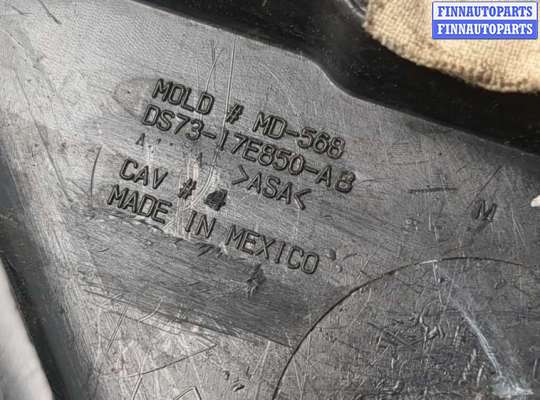 FINNAUTOPARTS
FINNAUTOPARTS
MOLD # MD-568
DS73-17E850-AB
>ASA<
CAV # 4
MADE IN MEXICO
M